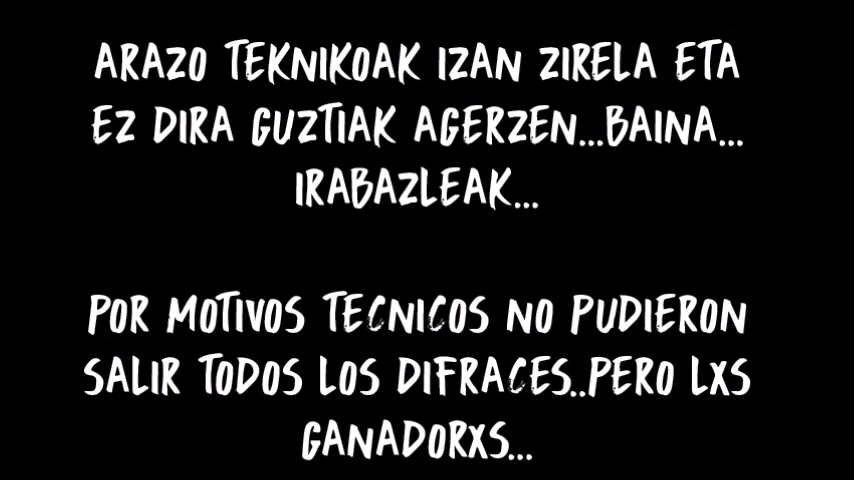 ARAZO TEKNIKOAK IZAN ZIRELA ETA
EZ DIRA GUZTIAK AGERZEN...BAINA...
IRABAZLEAK...
POR MOTIVOS TECNICOS NO PUDIERON
SALIR TODOS LOS DIFRACES..PERO LXS
GANADORXS...